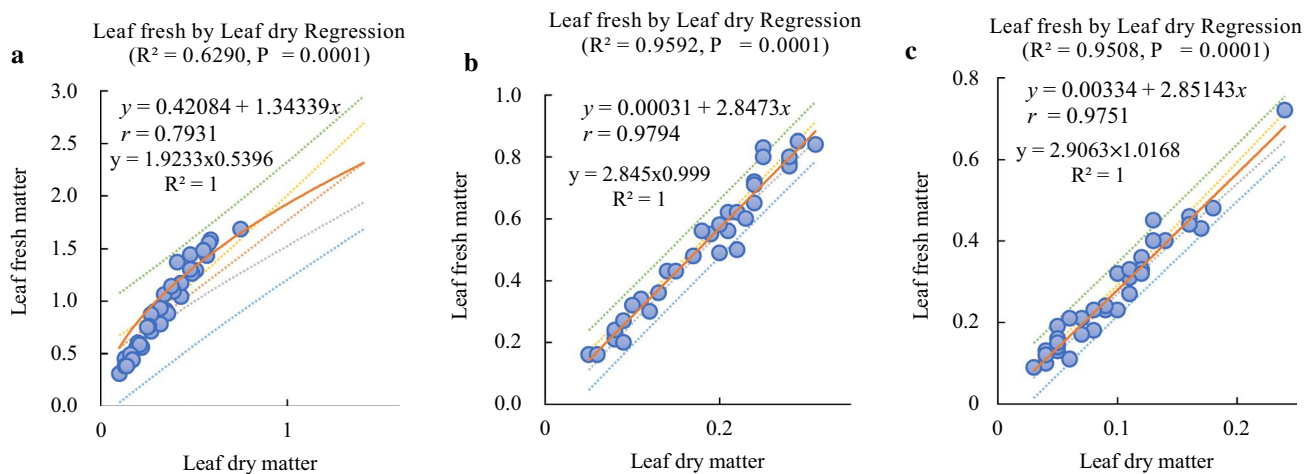 a
Leaf fresh by Leaf dry Regression
(R² = 0.6290, P = 0.0001)
y = 0.42084 + 1.34339x
r = 0.7931
y = 1.9233x0.5396
R² = 1
Leaf fresh matter
3.0
2.5
2.0
1.5
1.0
0.5
0.0
0
1
Leaf dry matter
b
Leaf fresh by Leaf dry Regression
(R² = 0.9592, P = 0.0001)
y = 0.00031 + 2.8473x
r = 0.9794
y = 2.845x0.999
R² = 1
Leaf fresh matter
1.0
0.8
0.6
0.4
0.2
0.0
0
0.2
Leaf dry matter
c
Leaf fresh by Leaf dry Regression
(R² = 0.9508, P = 0.0001)
y = 0.00334 + 2.85143x
r = 0.9751
y = 2.9063×1.0168
R² = 1
Leaf fresh matter
0.8
0.6
0.4
0.2
0.0
0
0.1
0.2
Leaf dry matter